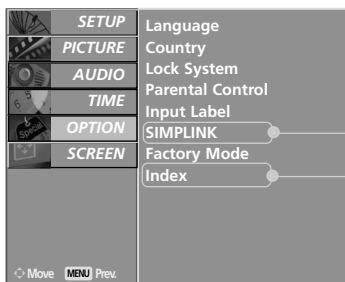 SETUP
PICTURE
AUDIO
TIME
OPTION
SCREEN
Language
Country
Lock System
Parental Control
Input Label
SIMPLINK
Factory Mode
Index
Move MENU Prev.